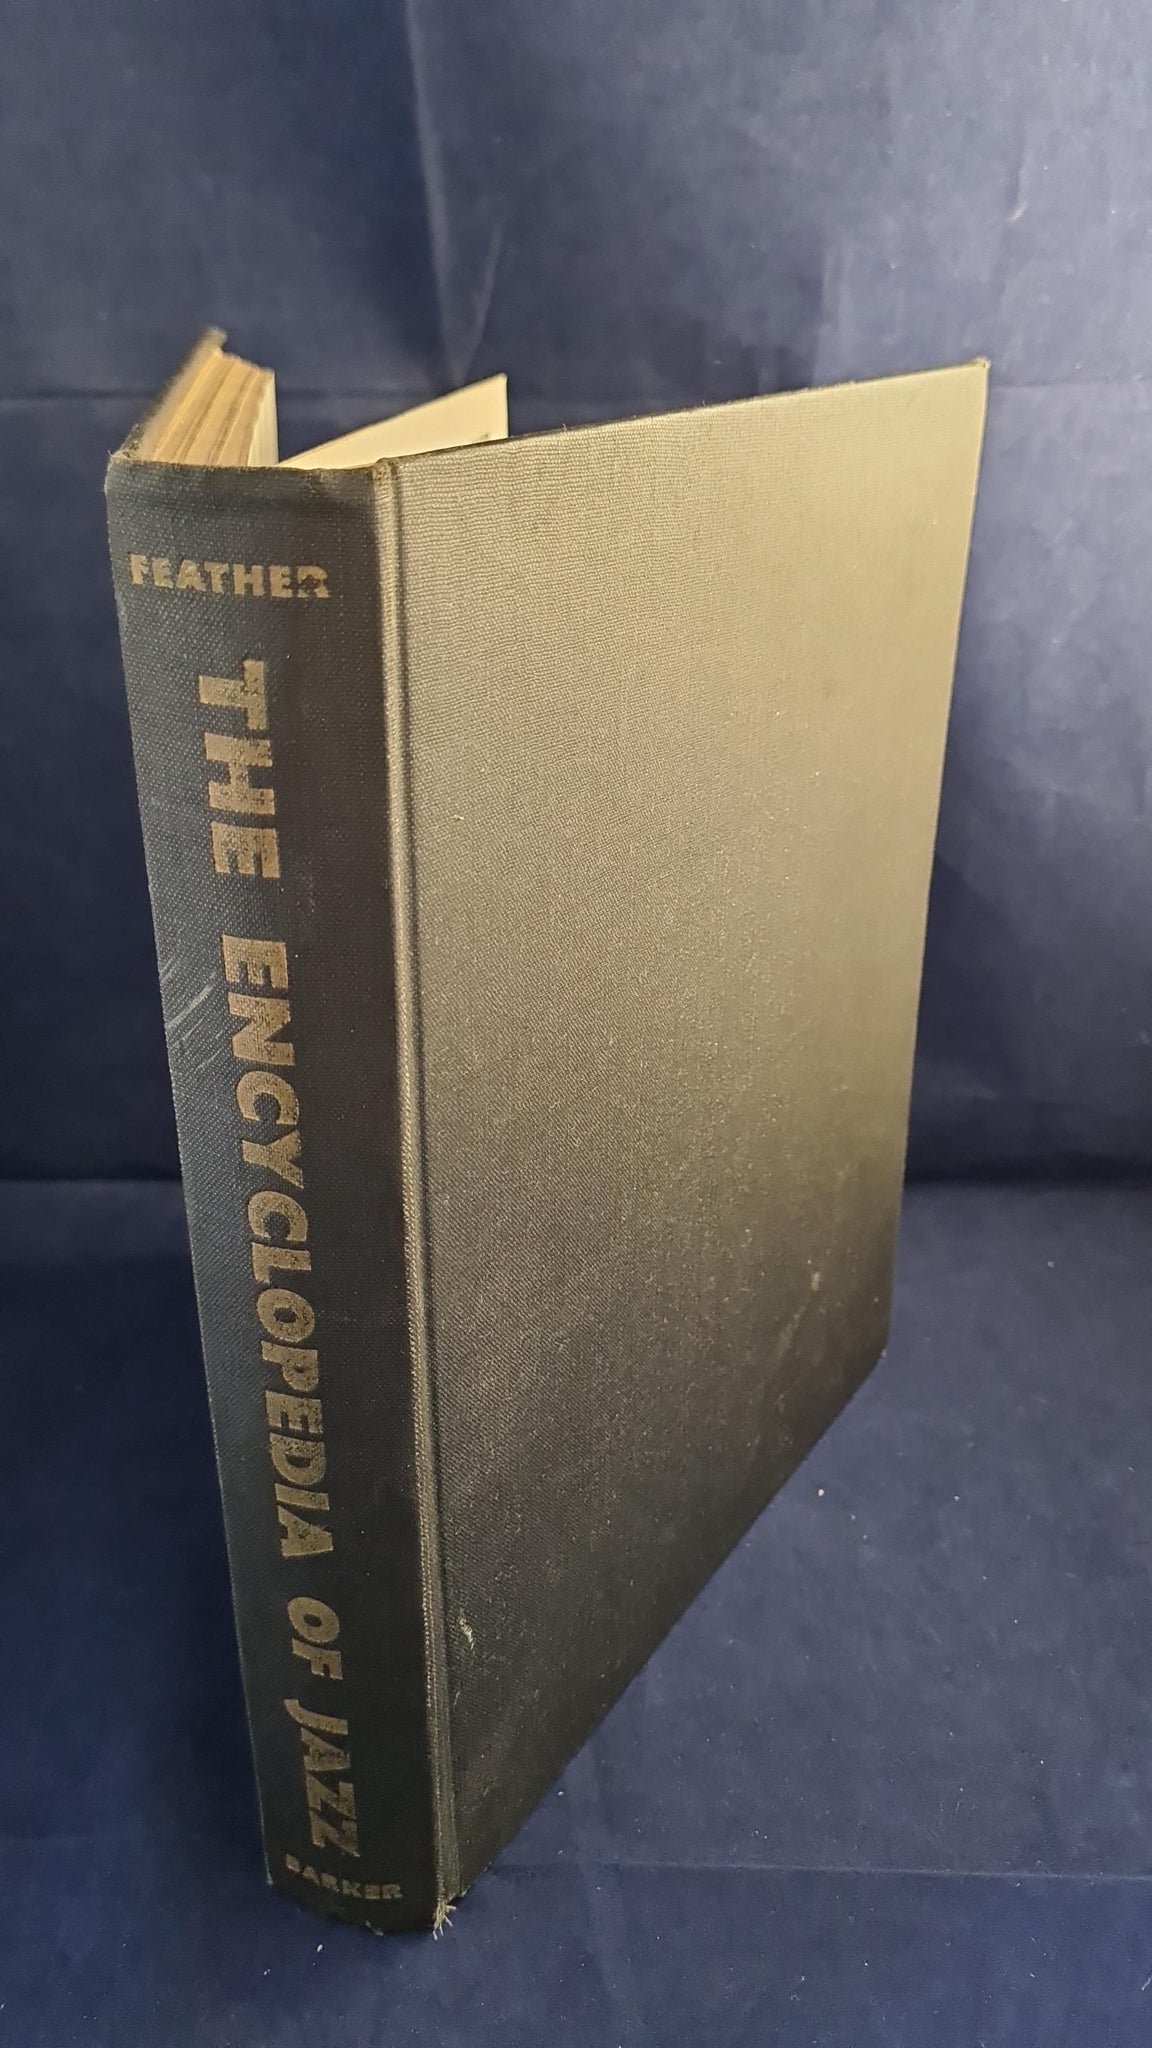 FEATHER
THE ENCYCLOPEDIA OF JAZZ
BARKER